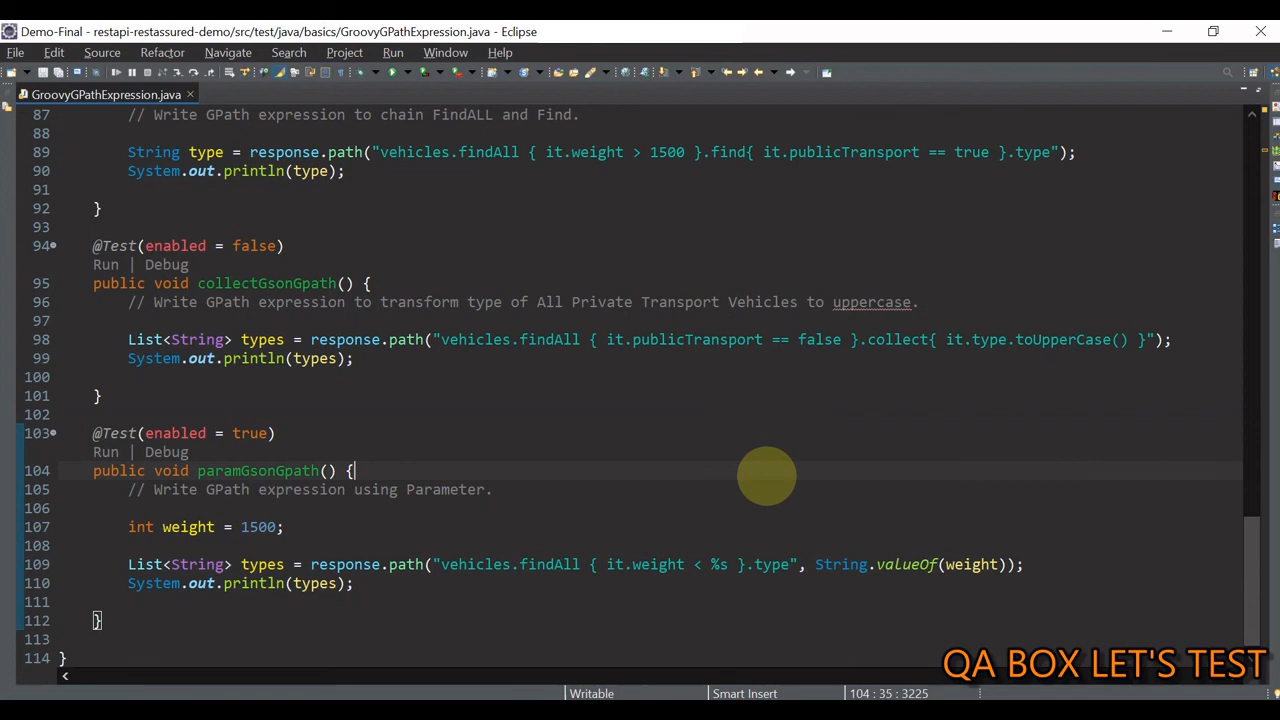 Demo-Final - restapi-restassured-demo/src/test/java/basics/GroovyGPathExpression.java - Eclipse
File Edit Source Refactor Navigate Search Project Run Window Help
GroovyGPathExpression.java
87 // Write GPath expression to chain FindALL and Find.
88
89 String type = response.path("vehicles.findAll { it.weight > 1500 }.find{ it.publicTransport == true }.type");
90 System.out.println(type);
91
92 }
93
94 @Test(enabled = false)
Run | Debug
95 public void collectGsonGpath() {
96 // Write GPath expression to transform type of All Private Transport Vehicles to uppercase.
97
98 List<String> types = response.path("vehicles.findAll { it.publicTransport == false }.collect{ it.type.toUpperCase() }");
99 System.out.println(types);
100
101 }
102
103 @Test(enabled = true)
Run | Debug
104 public void paramGsonGpath() {
105 // Write GPath expression using Parameter.
106
107 int weight = 1500;
108
109 List<String> types = response.path("vehicles.findAll { it.weight < %s }.type", String.valueOf(weight));
110 System.out.println(types);
111
112 }
113
114 }
QA BOX LET'S TEST
Writable Smart Insert 104 : 35 : 3225